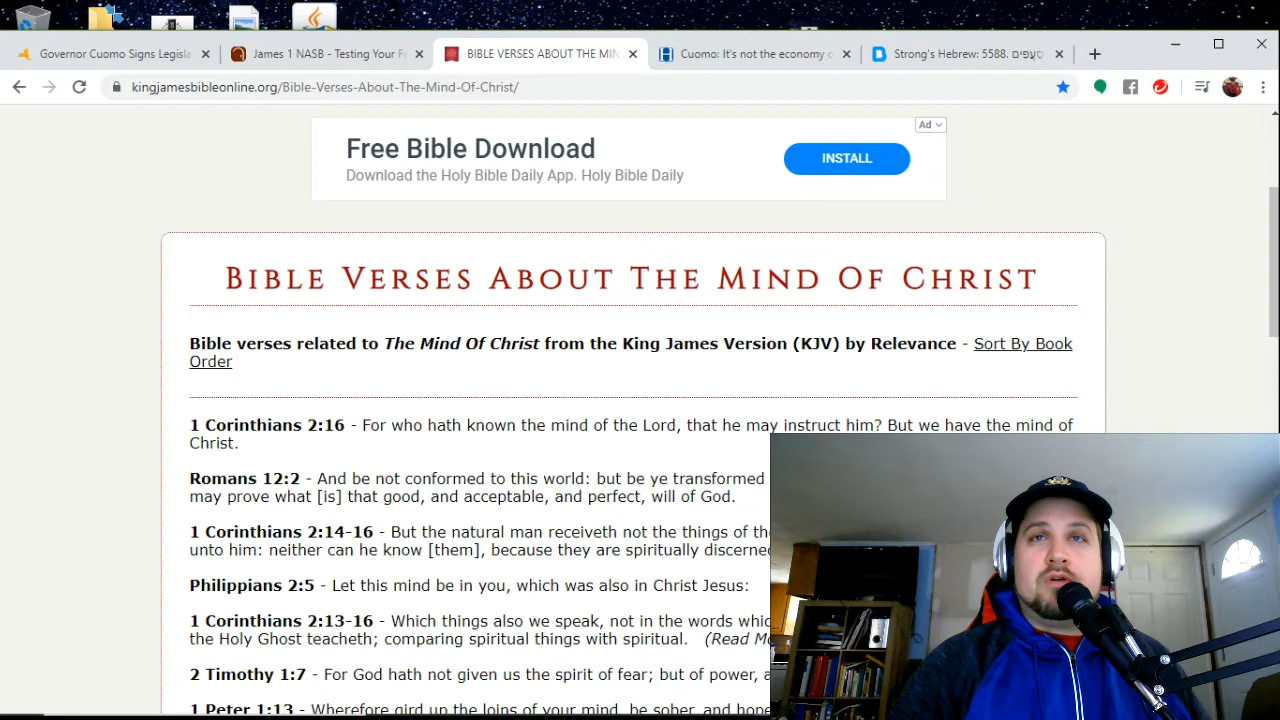 Governor Cuomo Signs Legisla
James 1 NASB - Testing Your F
BIBLE VERSES ABOUT THE MIN
Cuomo: It's not the economy o
Strong's Hebrew: 5588. סעפים
kingjamesbibleonline.org/Bible-Verses-About-The-Mind-Of-Christ/
Ad
Free Bible Download
Download the Holy Bible Daily App. Holy Bible Daily
INSTALL
BIBLE VERSES ABOUT THE MIND OF CHRIST
Bible verses related to The Mind Of Christ from the King James Version (KJV) by Relevance - Sort By Book
Order
1 Corinthians 2:16 - For who hath known the mind of the Lord, that he may instruct him? But we have the mind of
Christ.
Romans 12:2 - And be not conformed to this world: but be ye transformed
may prove what [is] that good, and acceptable, and perfect, will of God.
1 Corinthians 2:14-16 - But the natural man receiveth not the things of the
unto him: neither can he know [them], because they are spiritually discerned
Philippians 2:5 - Let this mind be in you, which was also in Christ Jesus:
1 Corinthians 2:13-16 - Which things also we speak, not in the words whic
the Holy Ghost teacheth; comparing spiritual things with spiritual. (Read Mo
2 Timothy 1:7 - For God hath not given us the spirit of fear; but of power, a
1 Peter 1:13 - Wherefore gird up the loins of your mind, be sober, and hope